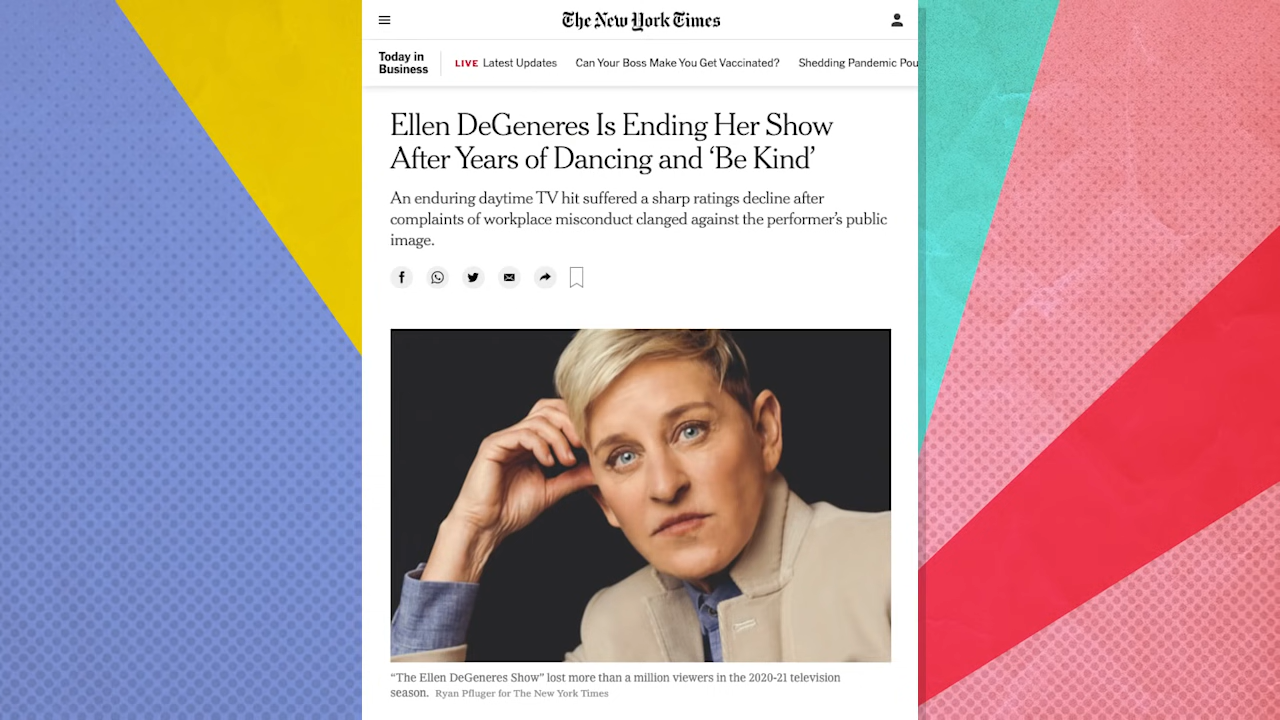 The New York Times
Today in
Business
LIVE Latest Updates Can Your Boss Make You Get Vaccinated? Shedding Pandemic Pou
Ellen DeGeneres Is Ending Her Show
After Years of Dancing and ‘Be Kind’
An enduring daytime TV hit suffered a sharp ratings decline after
complaints of workplace misconduct clanged against the performer’s public
image.
“The Ellen DeGeneres Show” lost more than a million viewers in the 2020-21 television
season. Ryan Pfluger for The New York Times